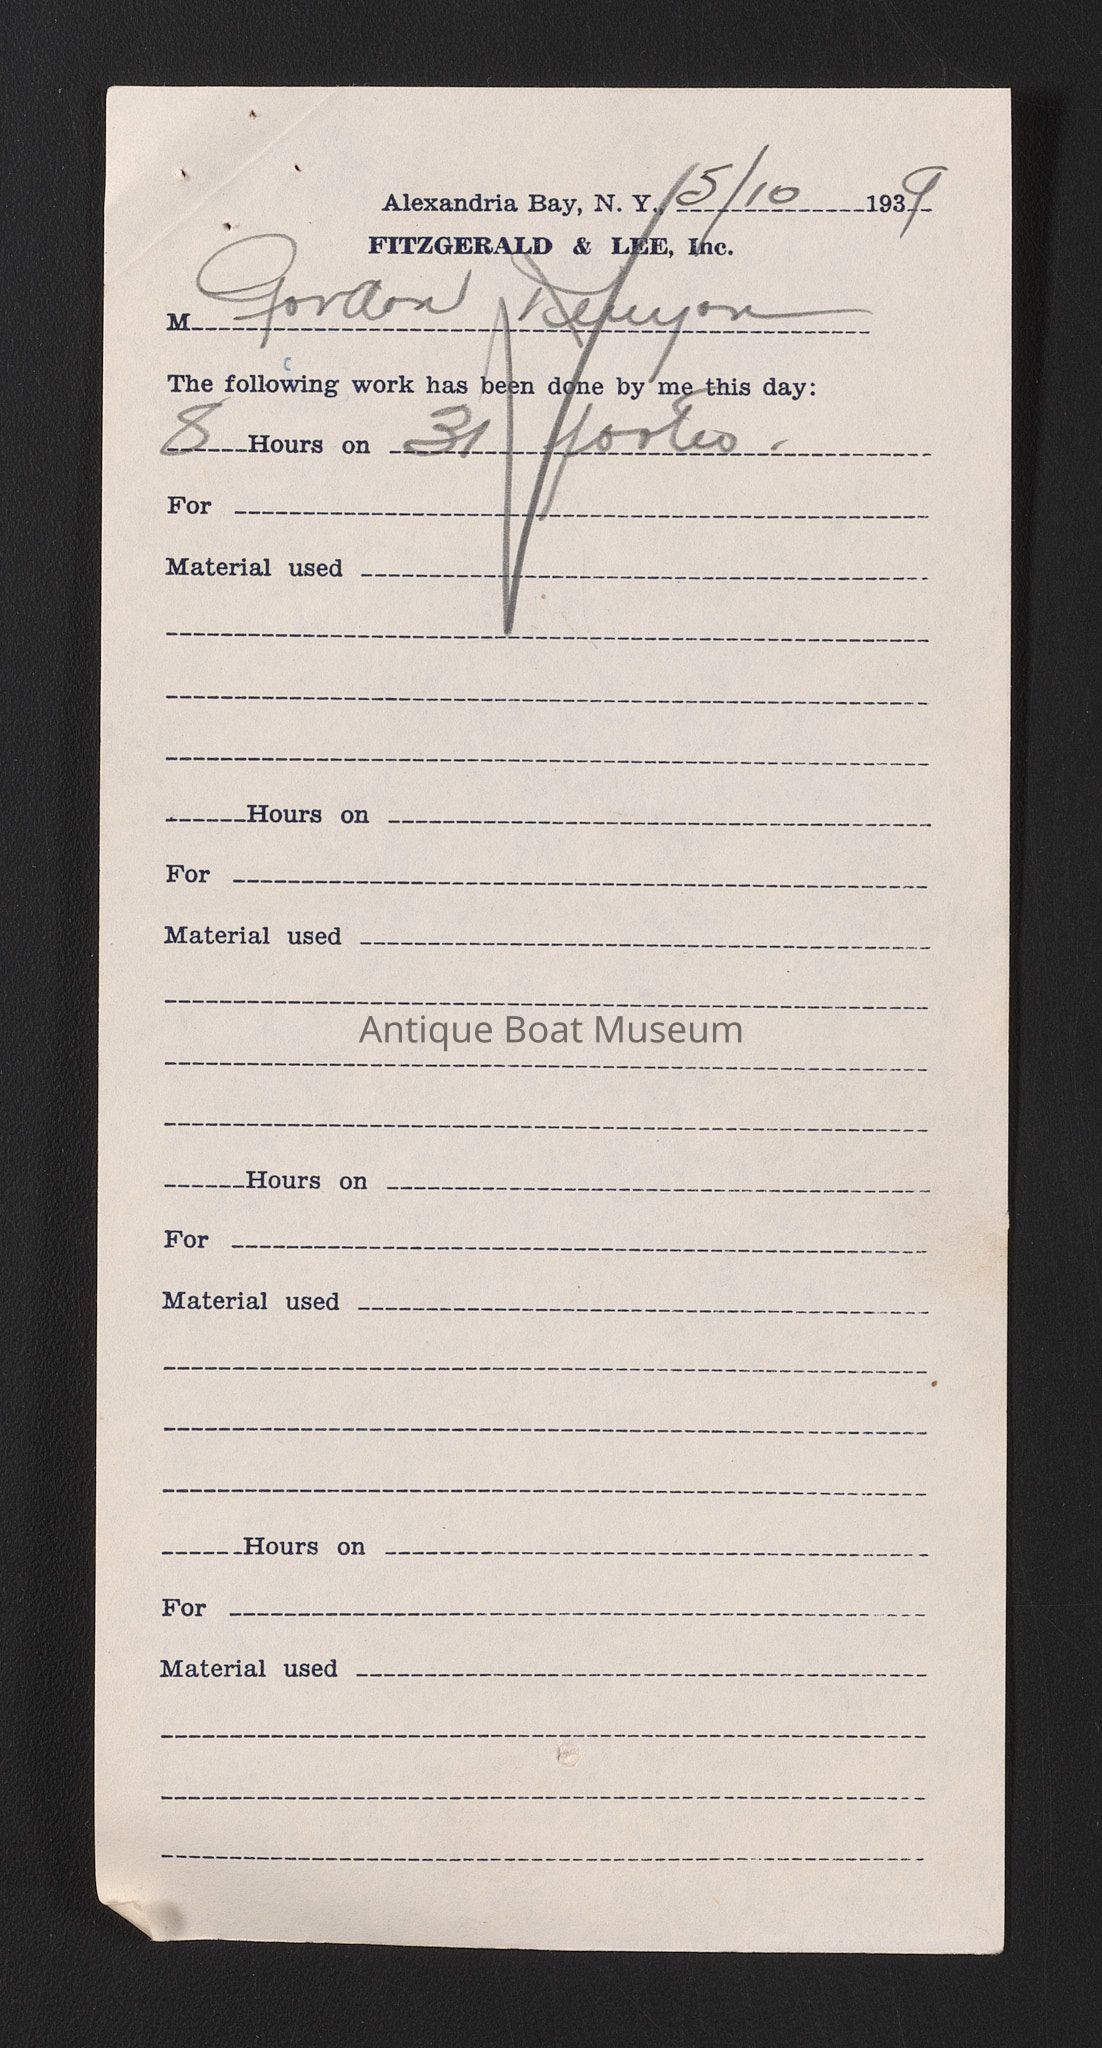 Alexandria Bay, N. Y., 5/10 1939
FITZGERALD & LEE, Inc.
M Gordon Kenyon
The following work has been done by me this day:
8 Hours on 31 footer.
For
Material used
Hours on
For
Material used
Antique Boat Museum
Hours on
For
Material used
Hours on
For
Material used